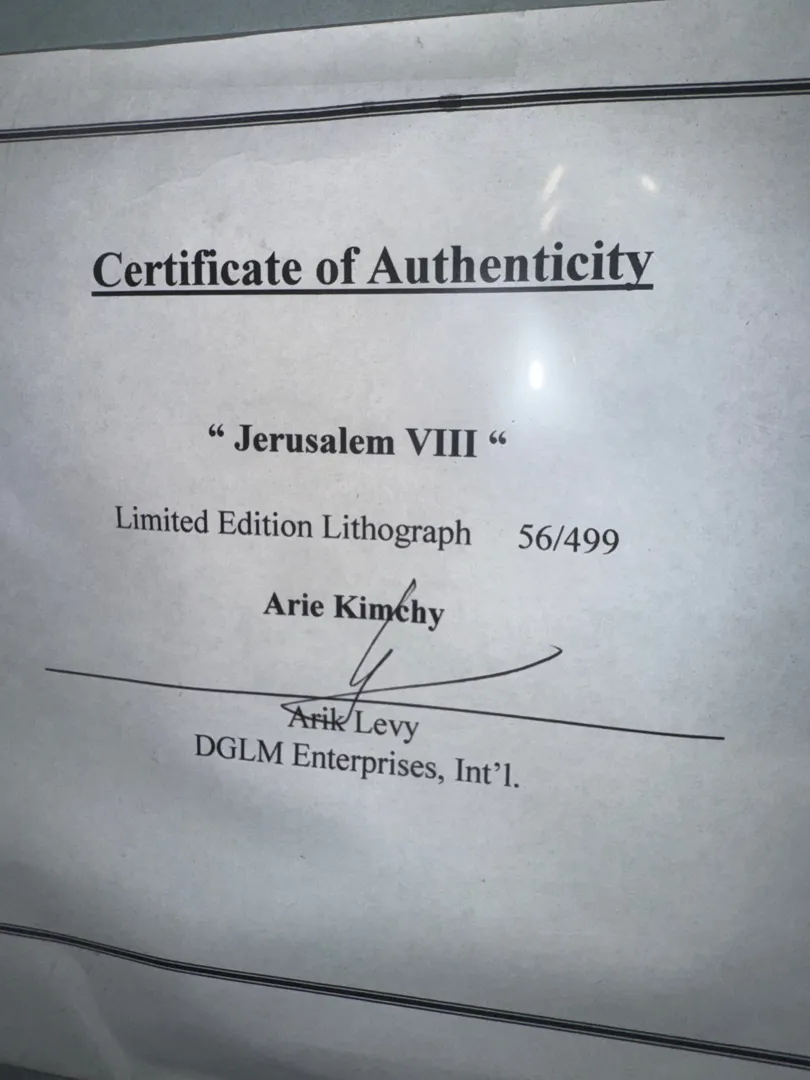 Certificate of Authenticity
“ Jerusalem VIII “
Limited Edition Lithograph 56/499
Arie Kimchy
Arik Levy
DGLM Enterprises, Int’l.